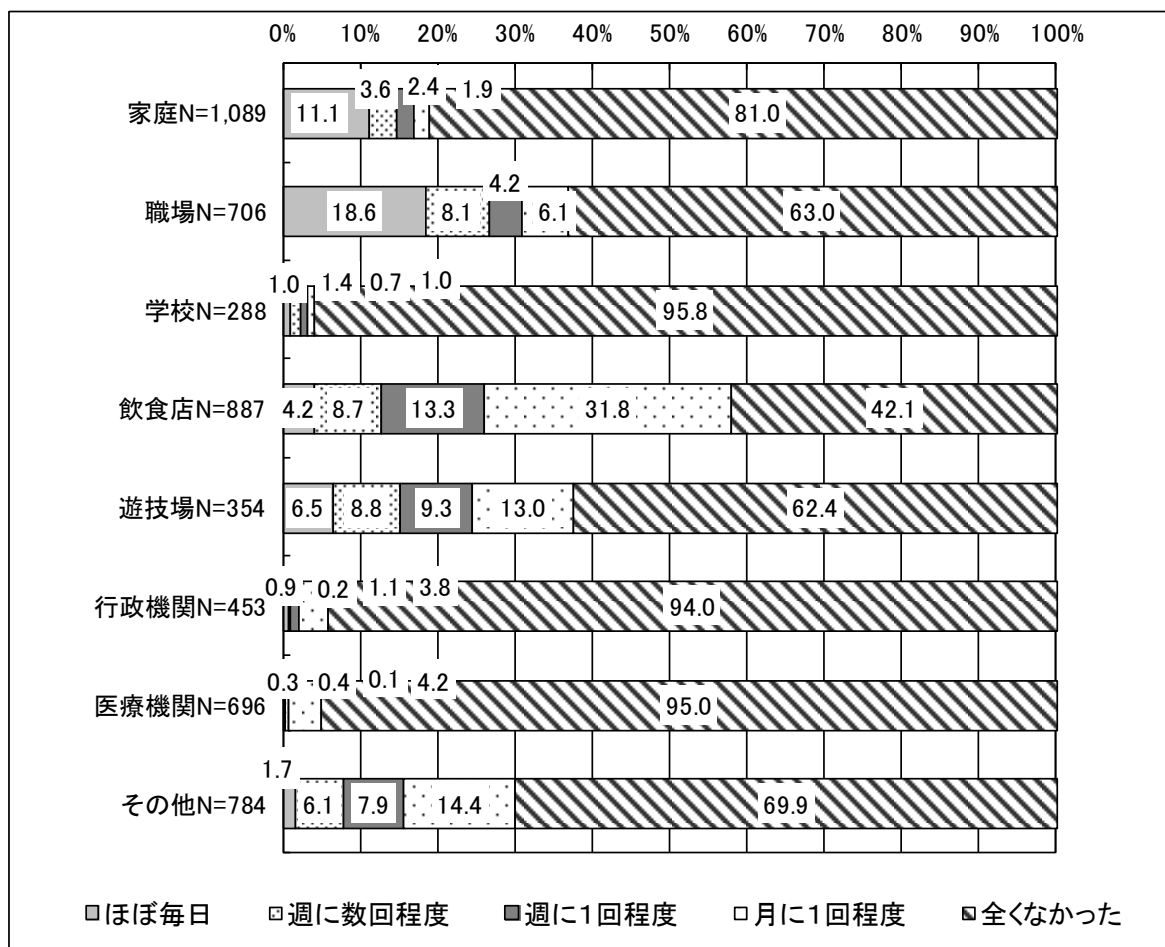 0% 10% 20% 30% 40% 50% 60% 70% 80% 90% 100%
家庭N=1,089 11.1 3.6 2.4 1.9 81.0
職場N=706 18.6 8.1 4.2 6.1 63.0
学校N=288 1.0 1.4 0.7 1.0 95.8
飲食店N=887 4.2 8.7 13.3 31.8 42.1
遊技場N=354 6.5 8.8 9.3 13.0 62.4
行政機関N=453 0.9 0.2 1.1 3.8 94.0
医療機関N=696 0.3 0.4 0.1 4.2 95.0
その他N=784 1.7 6.1 7.9 14.4 69.9
ほぼ毎日 週に数回程度 週に1回程度 月に1回程度 全くなかった